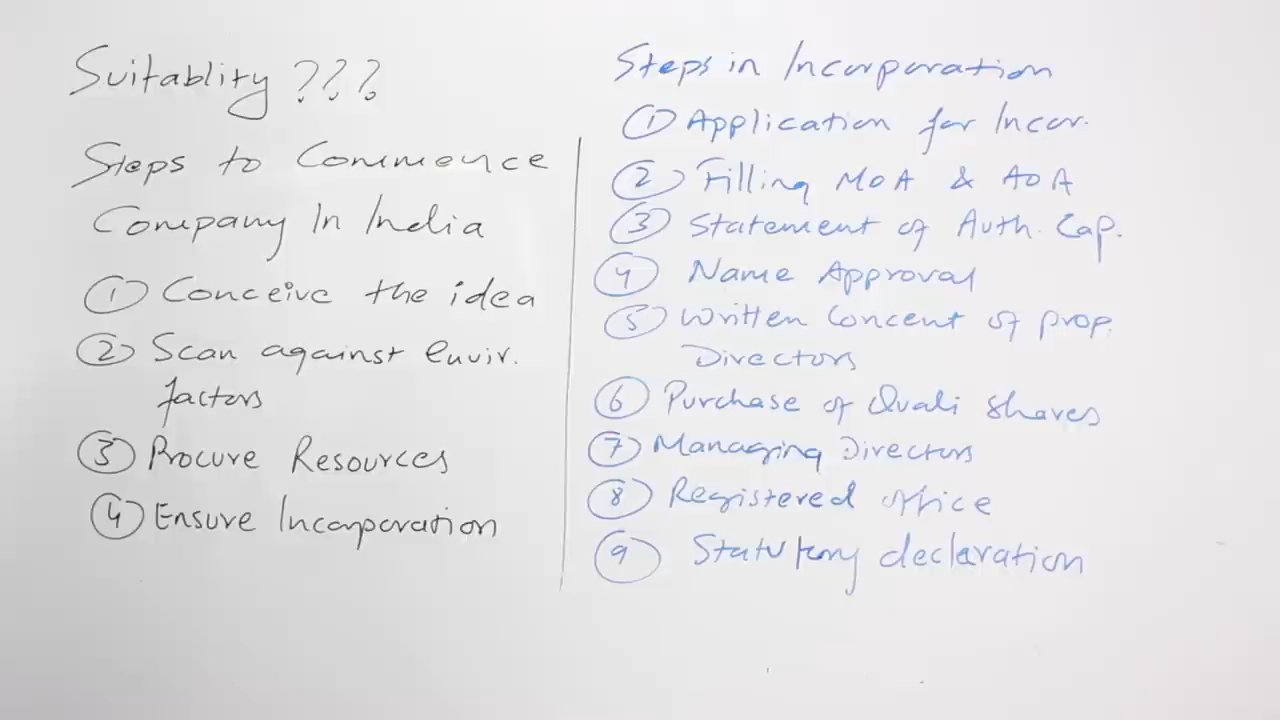 Suitablity ???
Steps to Commence
Company In India
① Conceive the idea
② Scan against envir.
factors
③ Procure Resources
④ Ensure Incorporation
Steps in Incorporation
① Application for Incor.
② Filling MOA & AOA
③ Statement of Auth. Cap.
④ Name Approval
⑤ Written Concent of prop.
Directors
⑥ Purchase of Quali shares
⑦ Managing Directors
⑧ Registered office
⑨ Statutory declaration